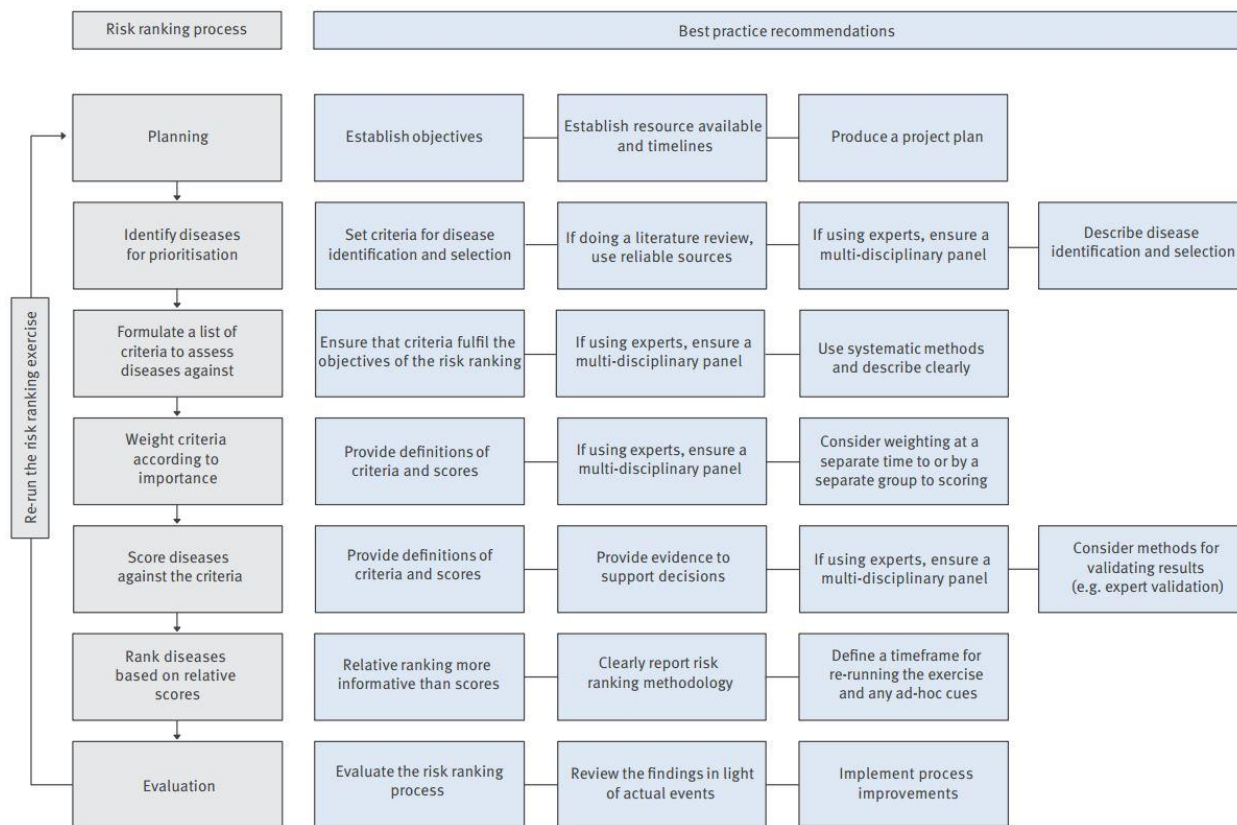 Risk ranking process
Best practice recommendations
Planning
Establish objectives
Establish resource available
and timelines
Produce a project plan
Identify diseases
for prioritisation
Set criteria for disease
identification and selection
If doing a literature review,
use reliable sources
If using experts, ensure a
multi-disciplinary panel
Describe disease
identification and selection
Re-run the risk ranking exercise
Formulate a list of
criteria to assess
diseases against
Ensure that criteria fulfil the
objectives of the risk ranking
If using experts, ensure a
multi-disciplinary panel
Use systematic methods
and describe clearly
Weight criteria
according to
importance
Provide definitions of
criteria and scores
If using experts, ensure a
multi-disciplinary panel
Consider weighting at a
separate time to or by a
separate group to scoring
Score diseases
against the criteria
Provide definitions of
criteria and scores
Provide evidence to
support decisions
If using experts, ensure a
multi-disciplinary panel
Consider methods for
validating results
(e.g. expert validation)
Rank diseases
based on relative
scores
Relative ranking more
informative than scores
Clearly report risk
ranking methodology
Define a timeframe for
re-running the exercise
and any ad-hoc cues
Evaluation
Evaluate the risk ranking
process
Review the findings in light
of actual events
Implement process
improvements